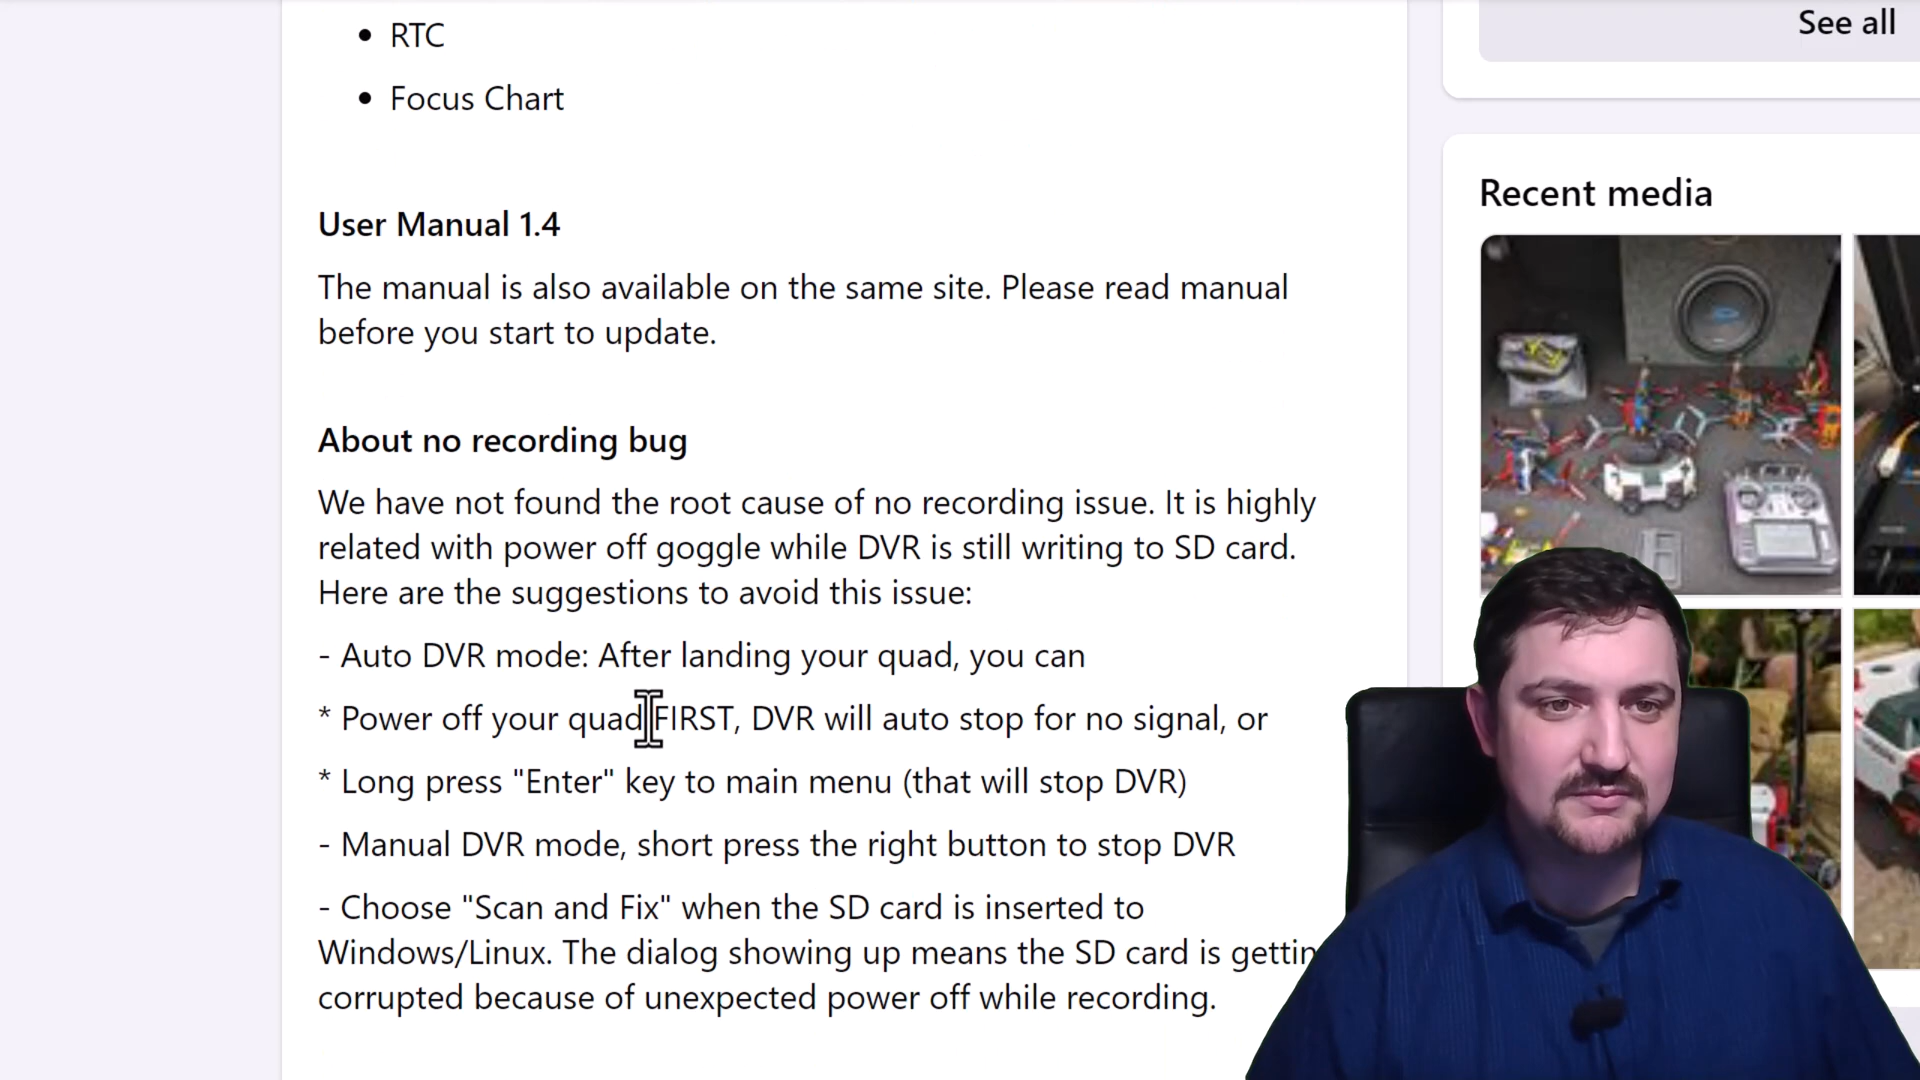 RTC
Focus Chart
User Manual 1.4
The manual is also available on the same site. Please read manual
before you start to update.
About no recording bug
We have not found the root cause of no recording issue. It is highly
related with power off goggle while DVR is still writing to SD card.
Here are the suggestions to avoid this issue:
- Auto DVR mode: After landing your quad, you can
* Power off your quad FIRST, DVR will auto stop for no signal, or
* Long press "Enter" key to main menu (that will stop DVR)
- Manual DVR mode, short press the right button to stop DVR
- Choose "Scan and Fix" when the SD card is inserted to
Windows/Linux. The dialog showing up means the SD card is gettin
corrupted because of unexpected power off while recording.
See all
Recent media